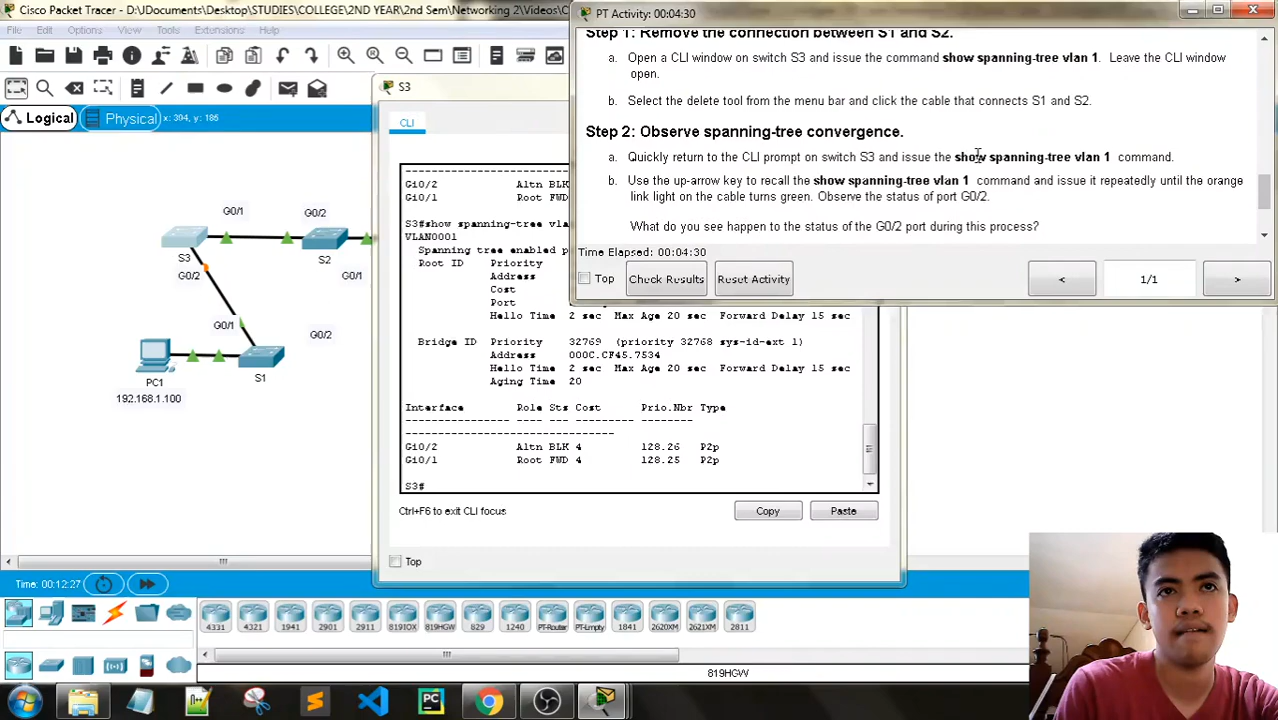 Cisco Packet Tracer - D:\JDocuments\Desktop\STUDIES\COLLEGE\2ND YEAR\2nd Sem\Networking 2\Videos\C
File Edit Options View Tools Extensions Help
Logical Physical x: 394, y: 185
G0/1
G0/2
S3
S2
G0/2
G0/1
G0/1
G0/2
PC1
S1
192.168.1.100
S3
CLI
Gi0/2 Altn BLK
Gi0/1 Root FWD
S3#show spanning-tree vla
VLAN0001
Spanning tree enabled p
Root ID Priority
Address
Cost
Port
Hello Time 2 sec Max Age 20 sec Forward Delay 15 sec
Bridge ID Priority 32769 (priority 32768 sys-id-ext 1)
Address 000C.CF45.7534
Hello Time 2 sec Max Age 20 sec Forward Delay 15 sec
Aging Time 20
Interface Role Sts Cost Prio.Nbr Type
---------------- ---- --- --------- -------- --------------------------------
Gi0/2 Altn BLK 4 128.26 P2p
Gi0/1 Root FWD 4 128.25 P2p
S3#
Ctrl+F6 to exit CLI focus
Copy
Paste
Top
PT Activity: 00:04:30
Step 1: Remove the connection between S1 and S2.
a. Open a CLI window on switch S3 and issue the command show spanning-tree vlan 1. Leave the CLI window
open.
b. Select the delete tool from the menu bar and click the cable that connects S1 and S2.
Step 2: Observe spanning-tree convergence.
a. Quickly return to the CLI prompt on switch S3 and issue the show spanning-tree vlan 1 command.
b. Use the up-arrow key to recall the show spanning-tree vlan 1 command and issue it repeatedly until the orange
link light on the cable turns green. Observe the status of port G0/2.
What do you see happen to the status of the G0/2 port during this process?
Time Elapsed: 00:04:30
Top Check Results Reset Activity < 1/1 >
Time: 00:12:27
4331 4321 1941 2901 2911 819IOX 819HGW 829 1240 PT-Router PT-Empty 1841 2620XM 2621XM 2811
819HGW